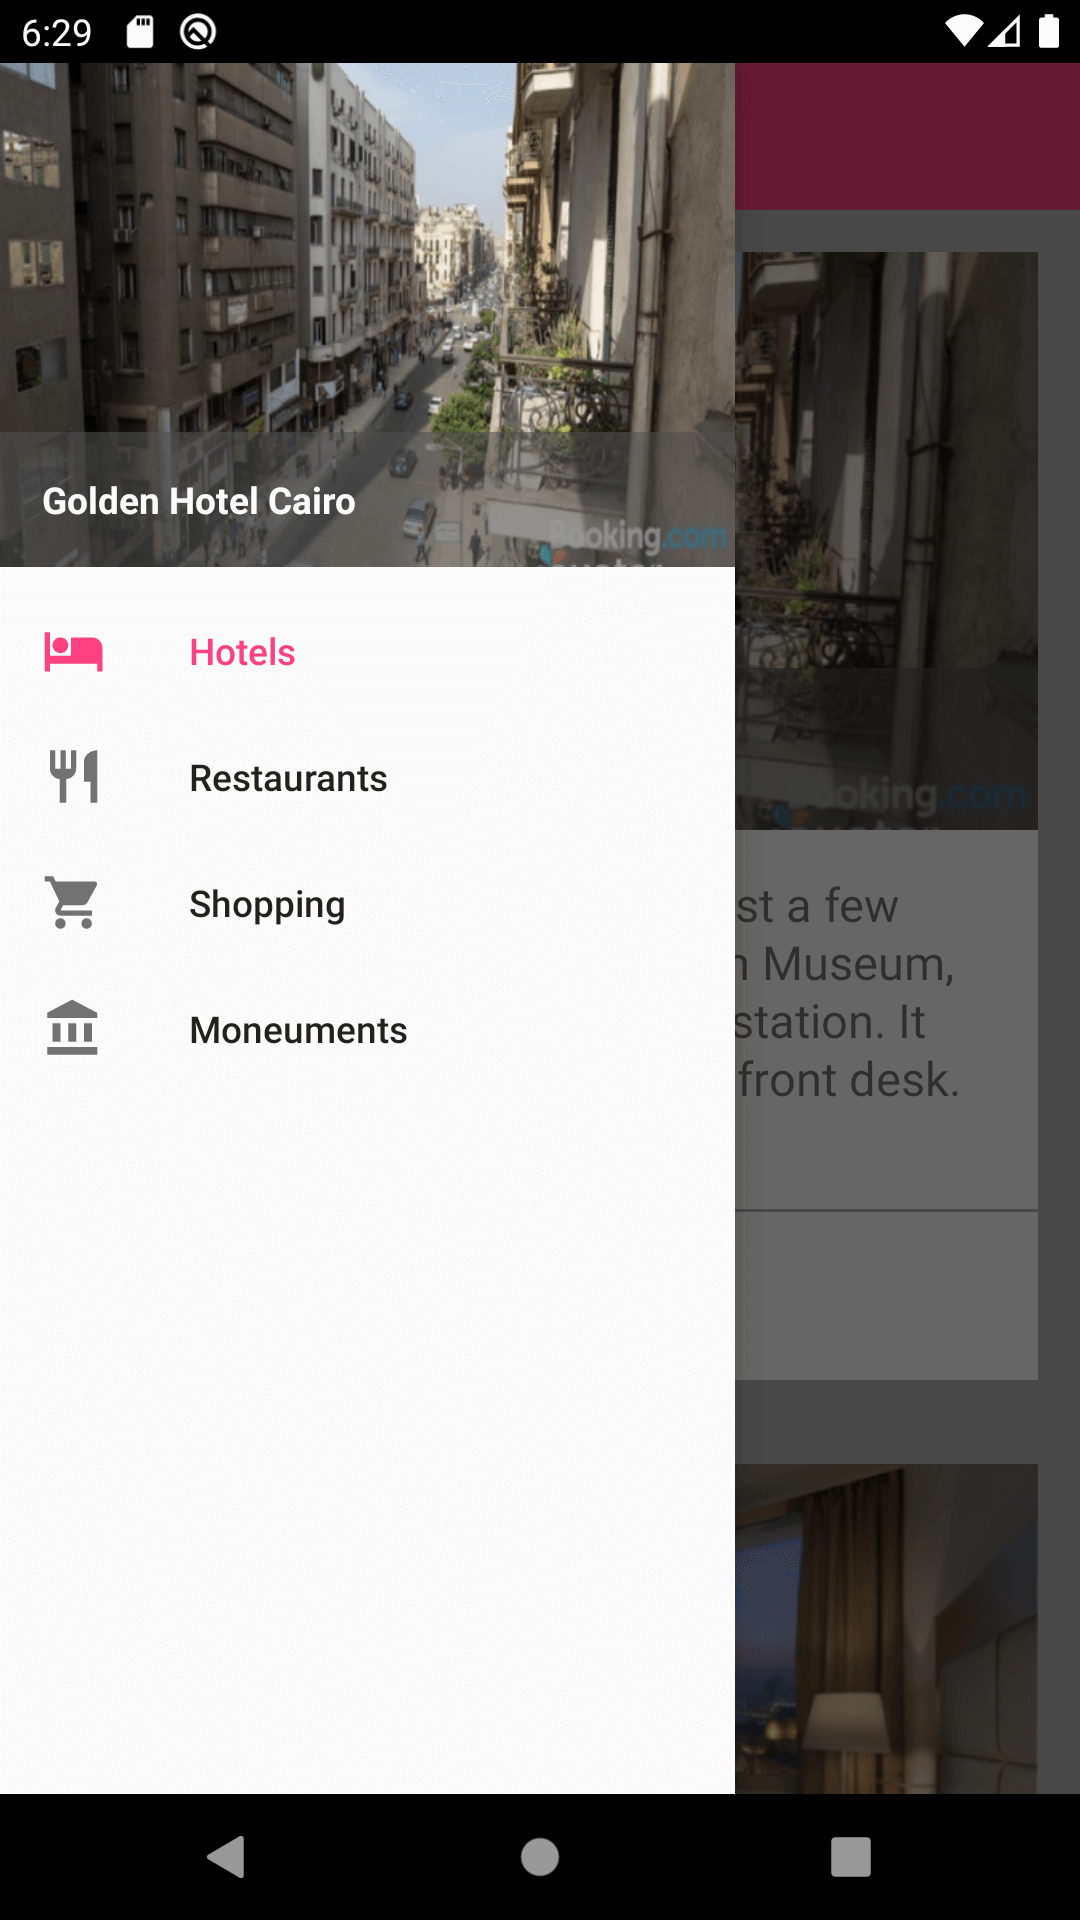 6:29
Golden Hotel Cairo
Booking.com
Hotels
Restaurants
Shopping
Moneuments
oking.com
st a few
Museum,
station. It
front desk.